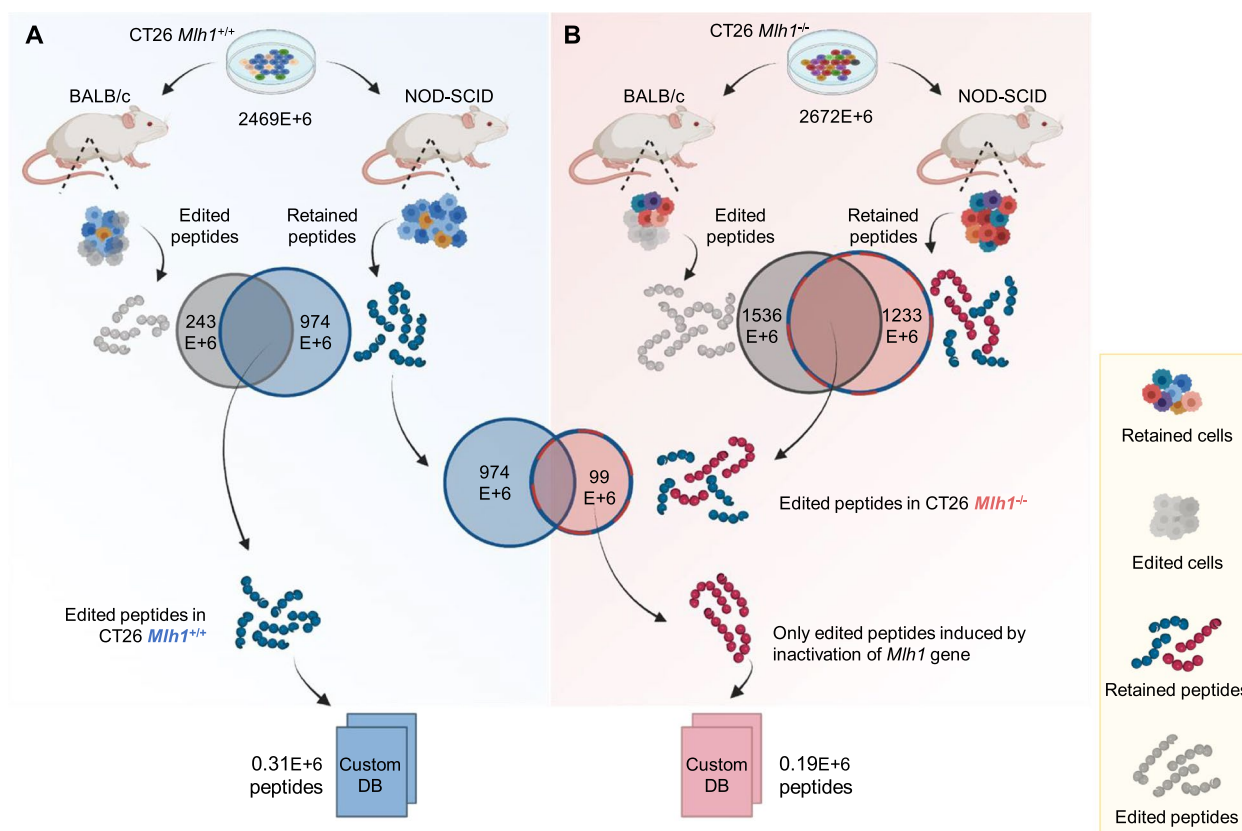 A
CT26 Mlh1+/+
BALB/c
NOD-SCID
2469E+6
Edited
peptides
Retained
peptides
243
E+6
974
E+6
B
CT26 Mlh1-/-
BALB/c
NOD-SCID
2672E+6
Edited
peptides
Retained
peptides
1536
E+6
1233
E+6
974
E+6
99
E+6
Edited peptides in CT26 Mlh1-/-
Edited peptides in
CT26 Mlh1+/+
Only edited peptides induced by
inactivation of Mlh1 gene
0.31E+6
peptides
Custom
DB
Custom
DB
0.19E+6
peptides
Retained cells
Edited cells
Retained peptides
Edited peptides